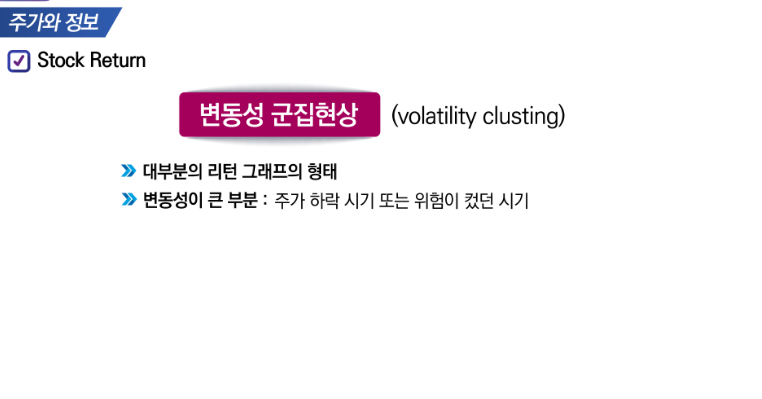 주가와 정보
Stock Return
변동성 군집현상 (volatility clusting)
대부분의 리턴 그래프의 형태
변동성이 큰 부분 : 주가 하락 시기 또는 위험이 컸던 시기